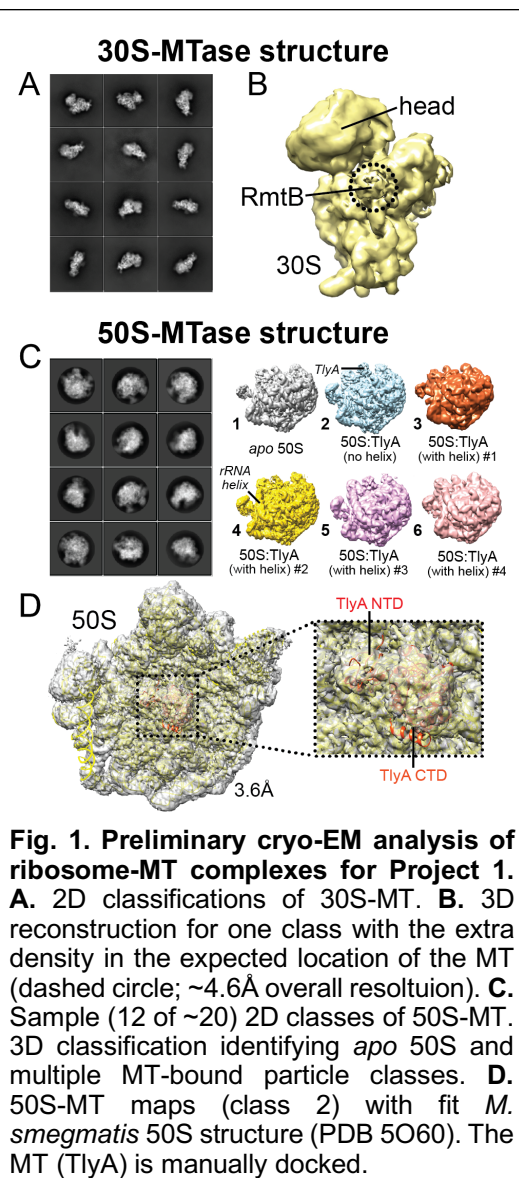 30S-MTase structure
A
B
head
RmtB
30S
50S-MTase structure
C
TlyA
1
apo 50S
2
50S:TlyA
(no helix)
3
50S:TlyA
(with helix) #1
rRNA
helix
4
50S:TlyA
(with helix) #2
5
50S:TlyA
(with helix) #3
6
50S:TlyA
(with helix) #4
D
50S
TlyA NTD
3.6Å
TlyA CTD
Fig. 1. Preliminary cryo-EM analysis of
ribosome-MT complexes for Project 1.
A. 2D classifications of 30S-MT. B. 3D
reconstruction for one class with the extra
density in the expected location of the MT
(dashed circle; ~4.6Å overall resoltuion). C.
Sample (12 of ~20) 2D classes of 50S-MT.
3D classification identifying apo 50S and
multiple MT-bound particle classes. D.
50S-MT maps (class 2) with fit M.
smegmatis 50S structure (PDB 5O60). The
MT (TlyA) is manually docked.